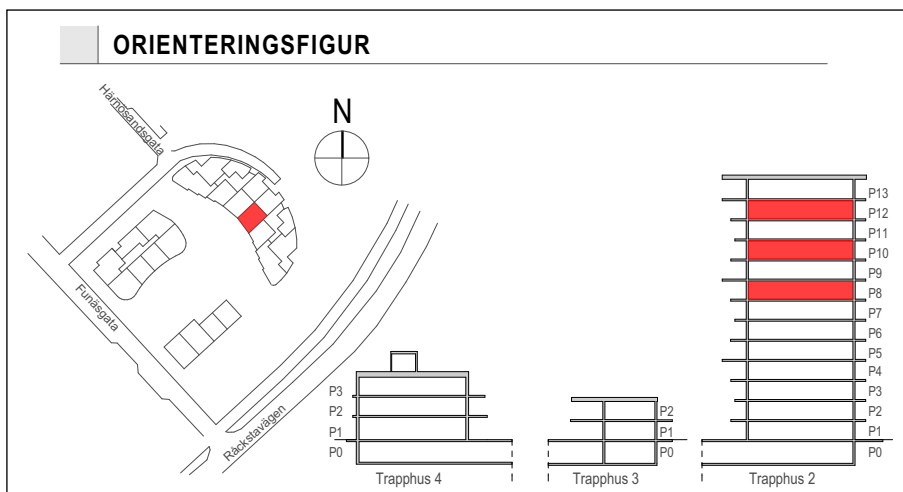 ORIENTERINGSFIGUR
Härnösandsgata
N
Funäsgata
Råckstavägen
P3
P2
P1
P0
Trapphus 4
P2
P1
P0
Trapphus 3
P13
P12
P11
P10
P9
P8
P7
P6
P5
P4
P3
P2
P1
P0
Trapphus 2